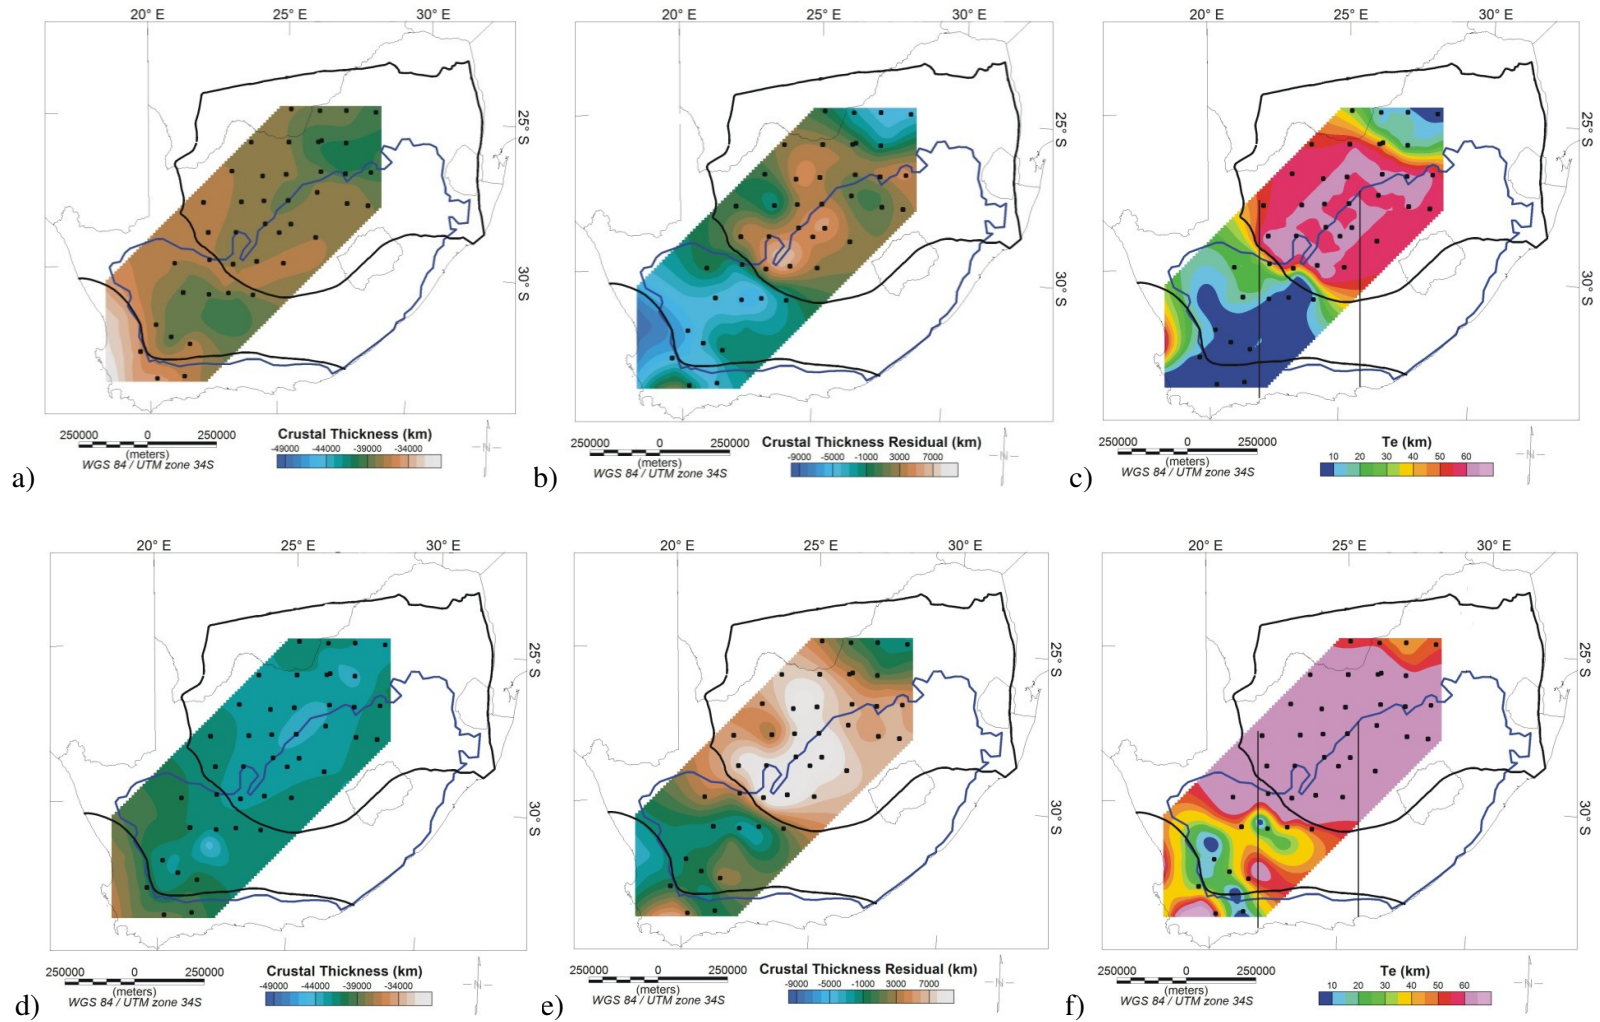 20° E 25° E 30° E
25° S
30° S
250000 0 250000
(meters)
WGS 84 / UTM zone 34S
Crustal Thickness (km)
-49000 -44000 -39000 -34000
N
a)
20° E 25° E 30° E
25° S
30° S
250000 0 250000
(meters)
WGS 84 / UTM zone 34S
Crustal Thickness Residual (km)
-9000 -5000 -1000 3000 7000
N
b)
20° E 25° E 30° E
25° S
30° S
250000 0 250000
(meters)
WGS 84 / UTM zone 34S
Te (km)
10 20 30 40 50 60
N
c)
20° E 25° E 30° E
25° S
30° S
250000 0 250000
(meters)
WGS 84 / UTM zone 34S
Crustal Thickness (km)
-49000 -44000 -39000 -34000
N
d)
20° E 25° E 30° E
25° S
30° S
250000 0 250000
(meters)
WGS 84 / UTM zone 34S
Crustal Thickness Residual (km)
-9000 -5000 -1000 3000 7000
N
e)
20° E 25° E 30° E
25° S
30° S
250000 0 250000
(meters)
WGS 84 / UTM zone 34S
Te (km)
10 20 30 40 50 60
N
f)